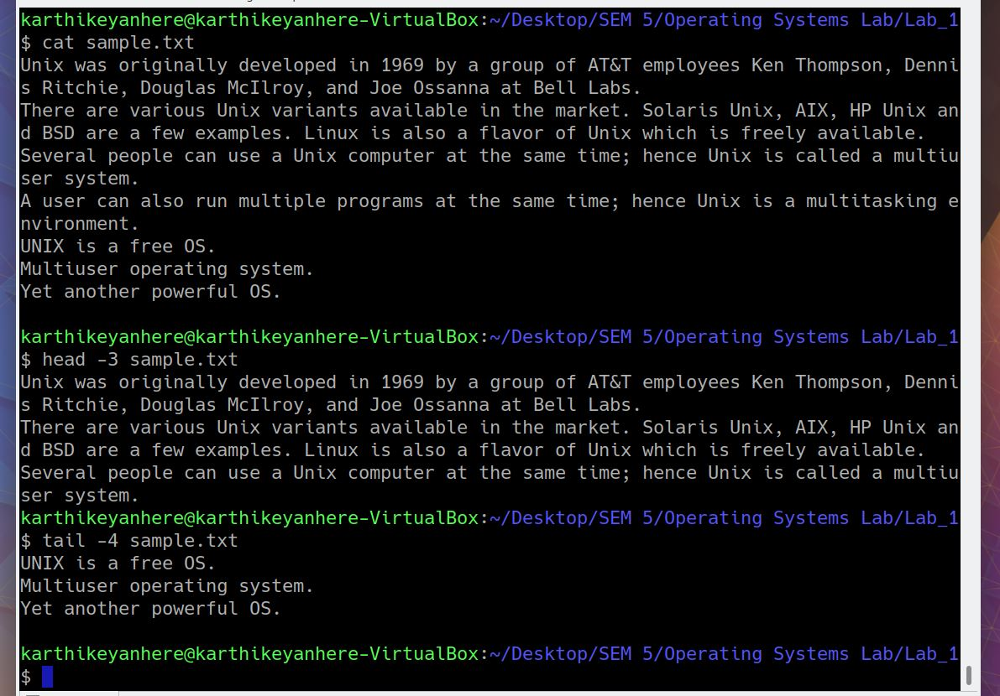 karthikeyanhere@karthikeyanhere-VirtualBox:~/Desktop/SEM 5/Operating Systems Lab/Lab_1
$ cat sample.txt
Unix was originally developed in 1969 by a group of AT&T employees Ken Thompson, Denni
s Ritchie, Douglas McIlroy, and Joe Ossanna at Bell Labs.
There are various Unix variants available in the market. Solaris Unix, AIX, HP Unix an
d BSD are a few examples. Linux is also a flavor of Unix which is freely available.
Several people can use a Unix computer at the same time; hence Unix is called a multiu
ser system.
A user can also run multiple programs at the same time; hence Unix is a multitasking e
nvironment.
UNIX is a free OS.
Multiuser operating system.
Yet another powerful OS.
karthikeyanhere@karthikeyanhere-VirtualBox:~/Desktop/SEM 5/Operating Systems Lab/Lab_1
$ head -3 sample.txt
Unix was originally developed in 1969 by a group of AT&T employees Ken Thompson, Denni
s Ritchie, Douglas McIlroy, and Joe Ossanna at Bell Labs.
There are various Unix variants available in the market. Solaris Unix, AIX, HP Unix an
d BSD are a few examples. Linux is also a flavor of Unix which is freely available.
Several people can use a Unix computer at the same time; hence Unix is called a multiu
ser system.
karthikeyanhere@karthikeyanhere-VirtualBox:~/Desktop/SEM 5/Operating Systems Lab/Lab_1
$ tail -4 sample.txt
UNIX is a free OS.
Multiuser operating system.
Yet another powerful OS.
karthikeyanhere@karthikeyanhere-VirtualBox:~/Desktop/SEM 5/Operating Systems Lab/Lab_1
$